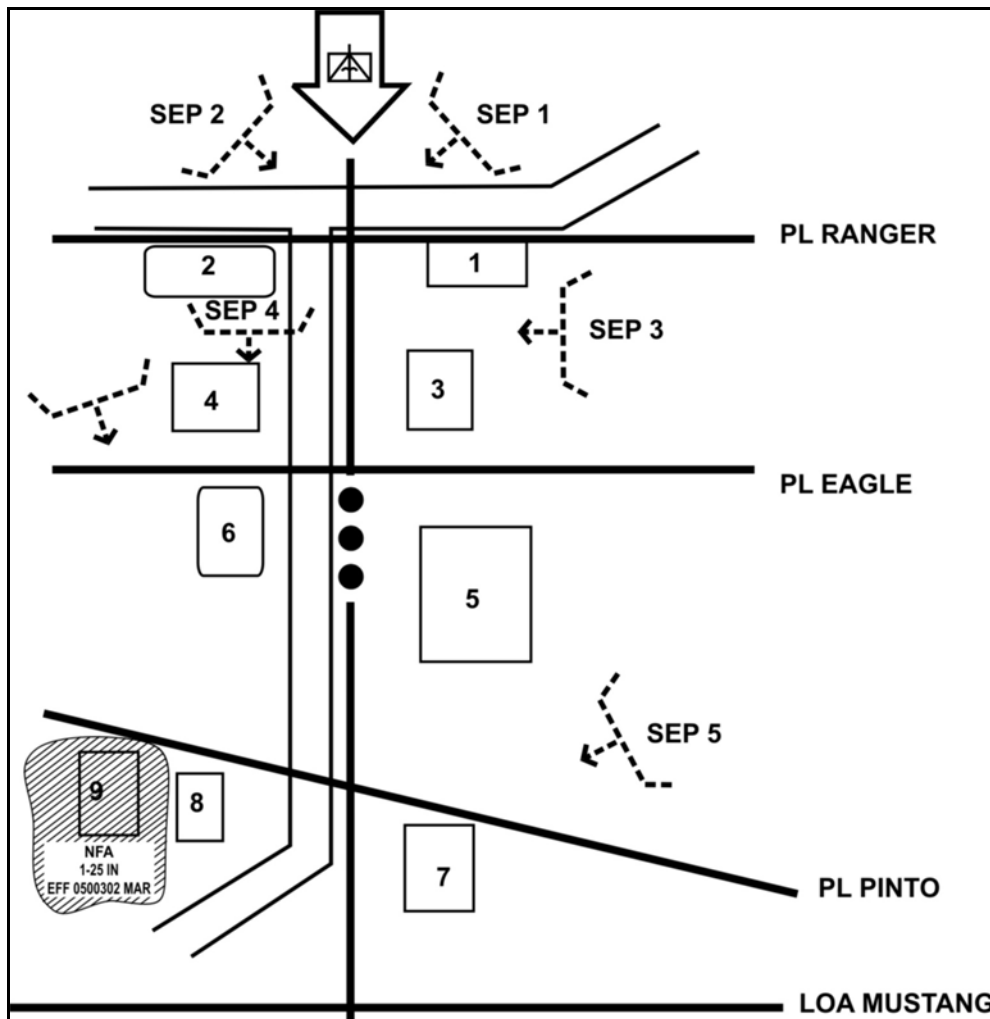 SEP 2
SEP 1
PL RANGER
2
1
SEP 4
SEP 3
4
3
PL EAGLE
6
5
SEP 5
9
8
NFA
1-25 IN
EFF 0500302 MAR
7
PL PINTO
LOA MUSTANG